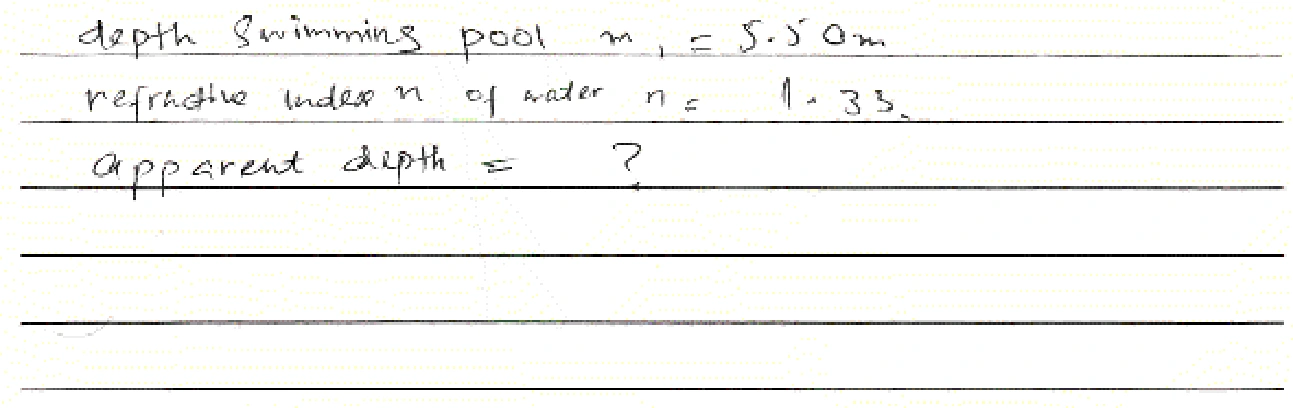 depth Swimming pool m, = 5.50m
refractive index n of water n = 1.33.
apparent depth = ?